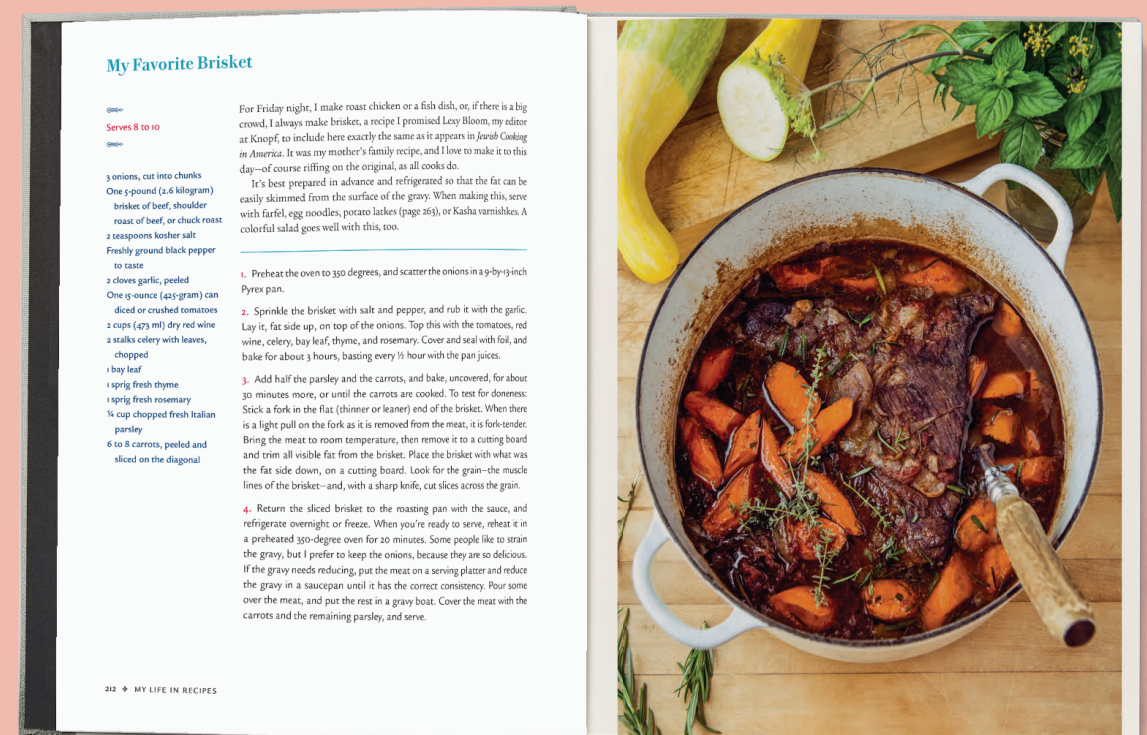 My Favorite Brisket
Serves 8 to 10
3 onions, cut into chunks
One 5-pound (2.6 kilogram)
brisket of beef, shoulder
roast of beef, or chuck roast
2 teaspoons kosher salt
Freshly ground black pepper
to taste
2 cloves garlic, peeled
One 15-ounce (425-gram) can
diced or crushed tomatoes
2 cups (473 ml) dry red wine
2 stalks celery with leaves,
chopped
1 bay leaf
1 sprig fresh thyme
1 sprig fresh rosemary
¼ cup chopped fresh Italian
parsley
6 to 8 carrots, peeled and
sliced on the diagonal
For Friday night, I make roast chicken or a fish dish, or, if there is a big
crowd, I always make brisket, a recipe I promised Lexy Bloom, my editor
at Knopf, to include here exactly the same as it appears in Jewish Cooking
in America. It was my mother's family recipe, and I love to make it to this
day—of course riffing on the original, as all cooks do.
It's best prepared in advance and refrigerated so that the fat can be
easily skimmed from the surface of the gravy. When making this, serve
with farfel, egg noodles, potato latkes (page 263), or Kasha varnishkes. A
colorful salad goes well with this, too.
1. Preheat the oven to 350 degrees, and scatter the onions in a 9-by-13-inch
Pyrex pan.
2. Sprinkle the brisket with salt and pepper, and rub it with the garlic.
Lay it, fat side up, on top of the onions. Top this with the tomatoes, red
wine, celery, bay leaf, thyme, and rosemary. Cover and seal with foil, and
bake for about 3 hours, basting every ½ hour with the pan juices.
3. Add half the parsley and the carrots, and bake, uncovered, for about
30 minutes more, or until the carrots are cooked. To test for doneness:
Stick a fork in the flat (thinner or leaner) end of the brisket. When there
is a light pull on the fork as it is removed from the meat, it is fork-tender.
Bring the meat to room temperature, then remove it to a cutting board
and trim all visible fat from the brisket. Place the brisket with what was
the fat side down, on a cutting board. Look for the grain—the muscle
lines of the brisket—and, with a sharp knife, cut slices across the grain.
4. Return the sliced brisket to the roasting pan with the sauce, and
refrigerate overnight or freeze. When you're ready to serve, reheat it in
a preheated 350-degree oven for 20 minutes. Some people like to strain
the gravy, but I prefer to keep the onions, because they are so delicious.
If the gravy needs reducing, put the meat on a serving platter and reduce
the gravy in a saucepan until it has the correct consistency. Pour some
over the meat, and put the rest in a gravy boat. Cover the meat with the
carrots and the remaining parsley, and serve.
212 MY LIFE IN RECIPES